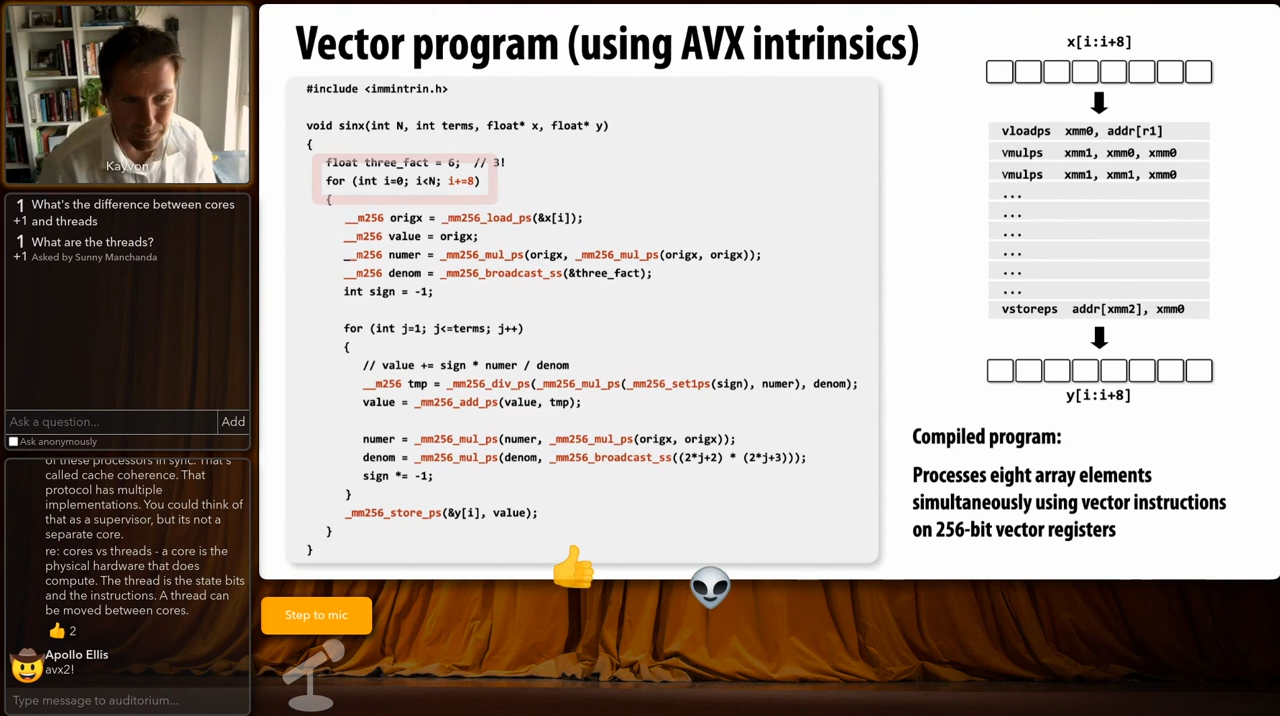 Kayvon
1 What's the difference between cores
+1 and threads
1 What are the threads?
+1 Asked by Sunny Manchanda
Ask a question... Add
Ask anonymously
of these processors in sync. That's
called cache coherence. That
protocol has multiple
implementations. You could think of
that as a supervisor, but its not a
separate core.
re: cores vs threads - a core is the
physical hardware that does
compute. The thread is the state bits
and the instructions. A thread can
be moved between cores.
2
Apollo Ellis
avx2!
Type message to auditorium...
Vector program (using AVX intrinsics)
#include <immintrin.h>
void sinx(int N, int terms, float* x, float* y)
{
float three_fact = 6;  // 3!
for (int i=0; i<N; i+=8)
{
__m256 origx = _mm256_load_ps(&x[i]);
__m256 value = origx;
__m256 numer = _mm256_mul_ps(origx, _mm256_mul_ps(origx, origx));
__m256 denom = _mm256_broadcast_ss(&three_fact);
int sign = -1;
for (int j=1; j<=terms; j++)
{
// value += sign * numer / denom
__m256 tmp = _mm256_div_ps(_mm256_mul_ps(_mm256_set1ps(sign), numer), denom);
value = _mm256_add_ps(value, tmp);
numer = _mm256_mul_ps(numer, _mm256_mul_ps(origx, origx));
denom = _mm256_mul_ps(denom, _mm256_broadcast_ss((2*j+2) * (2*j+3)));
sign *= -1;
}
_mm256_store_ps(&y[i], value);
}
}
x[i:i+8]
vloadps  xmm0, addr[r1]
vmulps  xmm1, xmm0, xmm0
vmulps  xmm1, xmm1, xmm0
...
...
...
...
...
...
vstoreps  addr[xmm2], xmm0
y[i:i+8]
Compiled program:
Processes eight array elements
simultaneously using vector instructions
on 256-bit vector registers
Step to mic